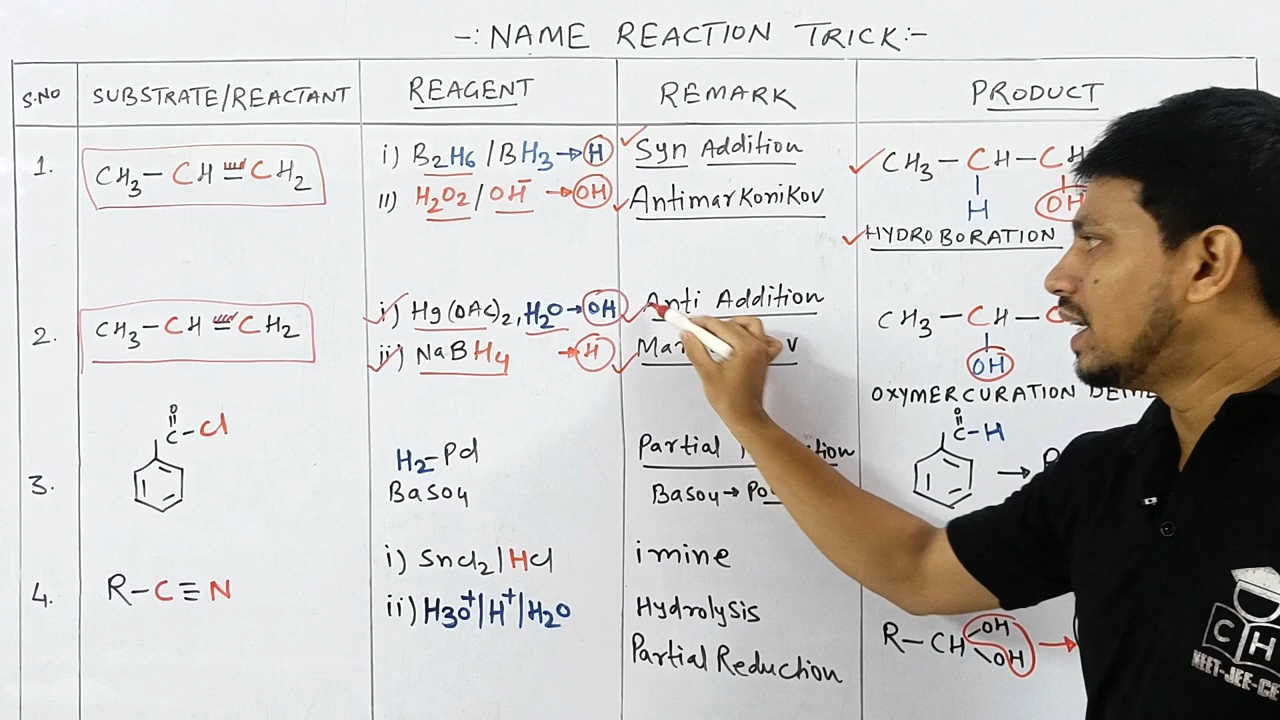 -: NAME REACTION TRICK:-
S.NO SUBSTRATE/REACTANT REAGENT REMARK PRODUCT
1. CH3-CH=CH2 i) B2H6/BH3→H Syn Addition CH3-CH-CH
ii) H2O2/OH⁻ →OH AntimarKoniKov H OH
HYDROBORATION
2. CH3-CH=CH2 i) Hg(OAc)2, H2O→OH Anti Addition CH3-CH-
ii) NaBH4 →H OH
OXYMERCURATION
3. O C-Cl H2-Pd Partial O C-H →
BaSO4 BaSO4→
4. R-C≡N i) SnCl2/HCl imine
ii) H3O⁺/H⁺/H2O Hydrolysis R-CH OH OH →
Partial Reduction
CH
NEET-JEE